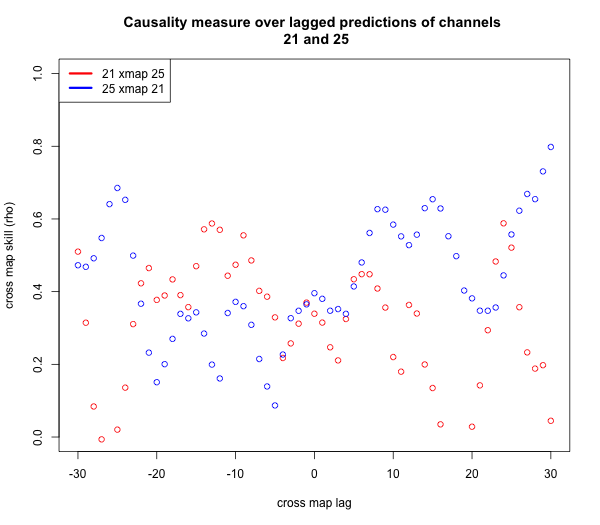 Causality measure over lagged predictions of channels
21 and 25
21 xmap 25
25 xmap 21
cross map skill (rho)
1.0
0.8
0.6
0.4
0.2
0.0
-30 -20 -10 0 10 20 30
cross map lag